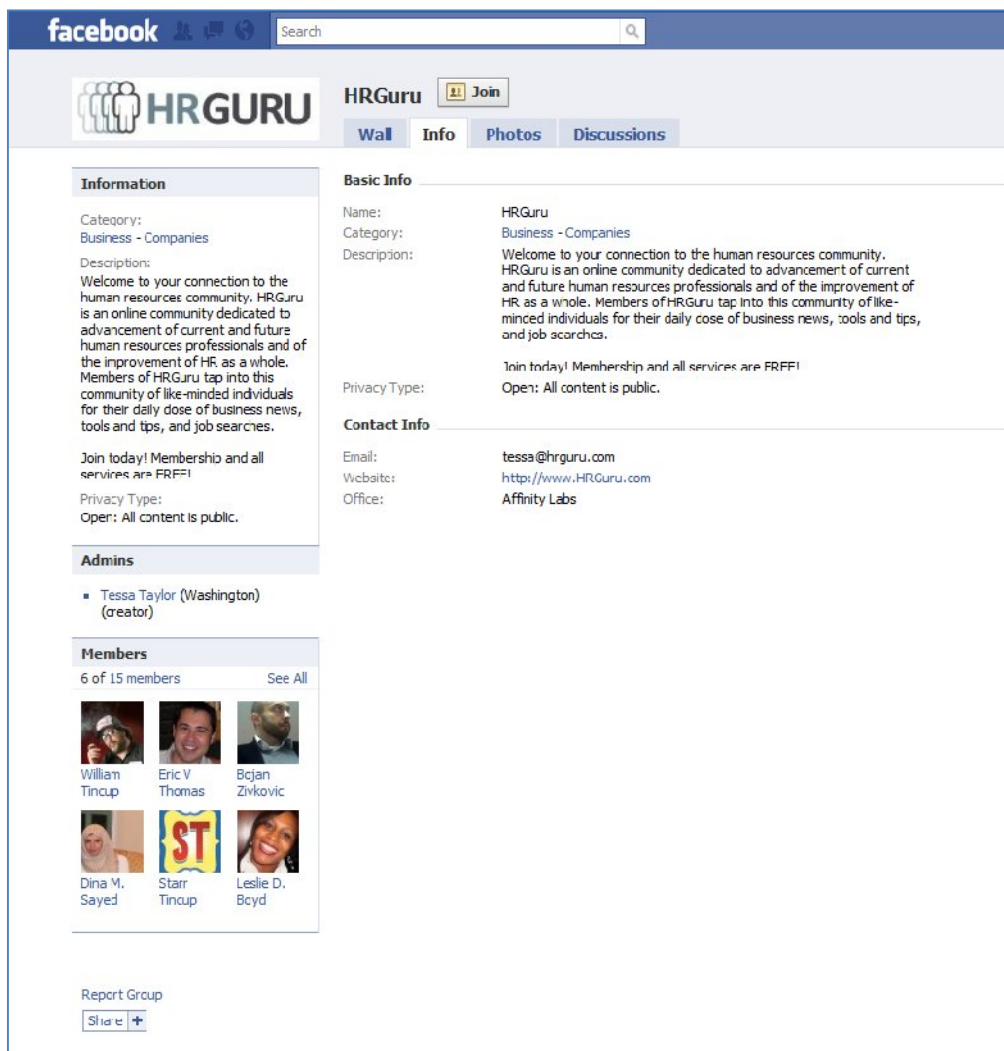 facebook
Search
HRGURU
HRGuru
Join
Wall Info Photos Discussions
Information
Category:
Business - Companies
Description:
Welcome to your connection to the
human resources community. HRGuru
is an online community dedicated to
advancement of current and future
human resources professionals and of
the improvement of HR as a whole.
Members of HRGuru tap into this
community of like-minded individuals
for their daily dose of business news,
tools and tips, and job searches.
Join today! Membership and all
services are FREE!
Privacy Type:
Open: All content is public.
Admins
Tessa Taylor (Washington)
(creator)
Members
6 of 15 members See All
William
Tincup
Eric V
Thomas
Bojan
Zivkovic
Dina M.
Sayed
ST
Starr
Tincup
Leslie D.
Boyd
Report Group
Share +
Basic Info
Name: HRGuru
Category: Business - Companies
Description: Welcome to your connection to the human resources community.
HRGuru is an online community dedicated to advancement of current
and future human resources professionals and of the improvement of
HR as a whole. Members of HRGuru tap into this community of like-
minded individuals for their daily dose of business news, tools and tips,
and job searches.
Join today! Membership and all services are FREE!
Privacy Type: Open: All content is public.
Contact Info
Email: tessa@hrguru.com
Website: http://www.HRGuru.com
Office: Affinity Labs